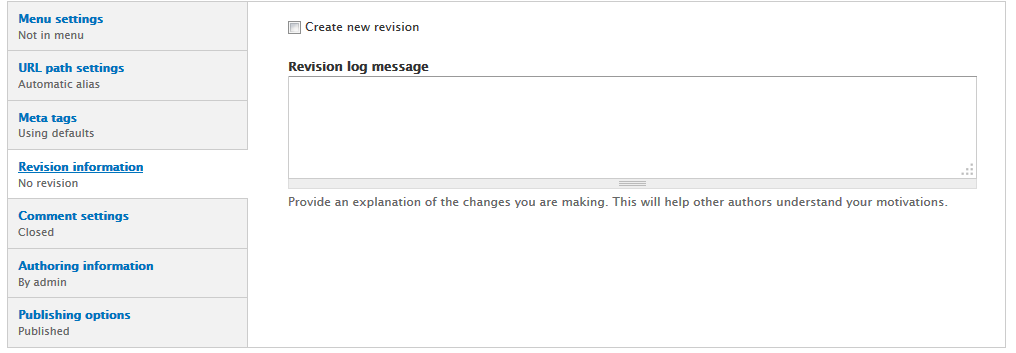 Menu settings
Not in menu
URL path settings
Automatic alias
Meta tags
Using defaults
Revision information
No revision
Comment settings
Closed
Authoring information
By admin
Publishing options
Published
Create new revision
Revision log message
Provide an explanation of the changes you are making. This will help other authors understand your motivations.